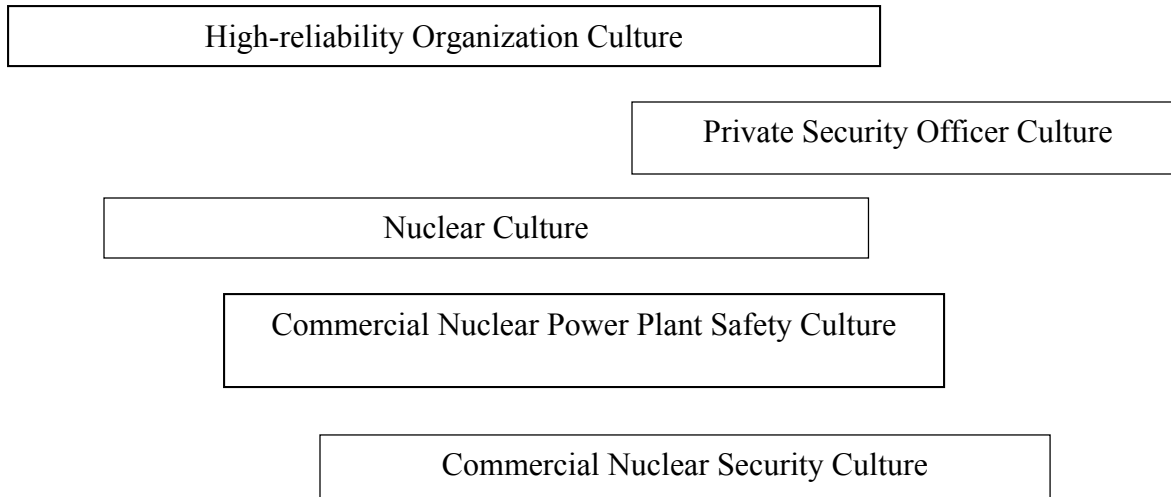 High-reliability Organization Culture
Private Security Officer Culture
Nuclear Culture
Commercial Nuclear Power Plant Safety Culture
Commercial Nuclear Security Culture